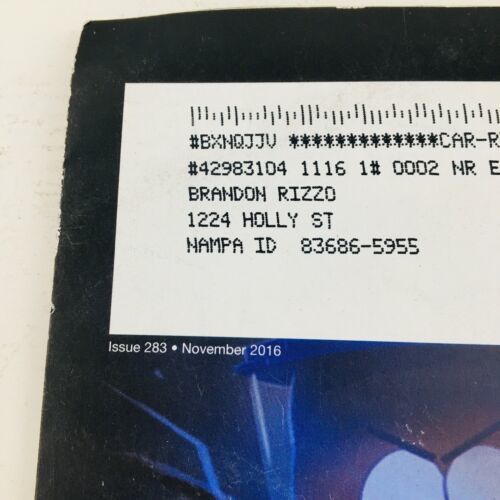 #BXNQJJV *************CAR-R
#42983104 1116 1# 0002 NR E
BRANDON RIZZO
1224 HOLLY ST
NAMPA ID 83686-5955
Issue 283 • November 2016